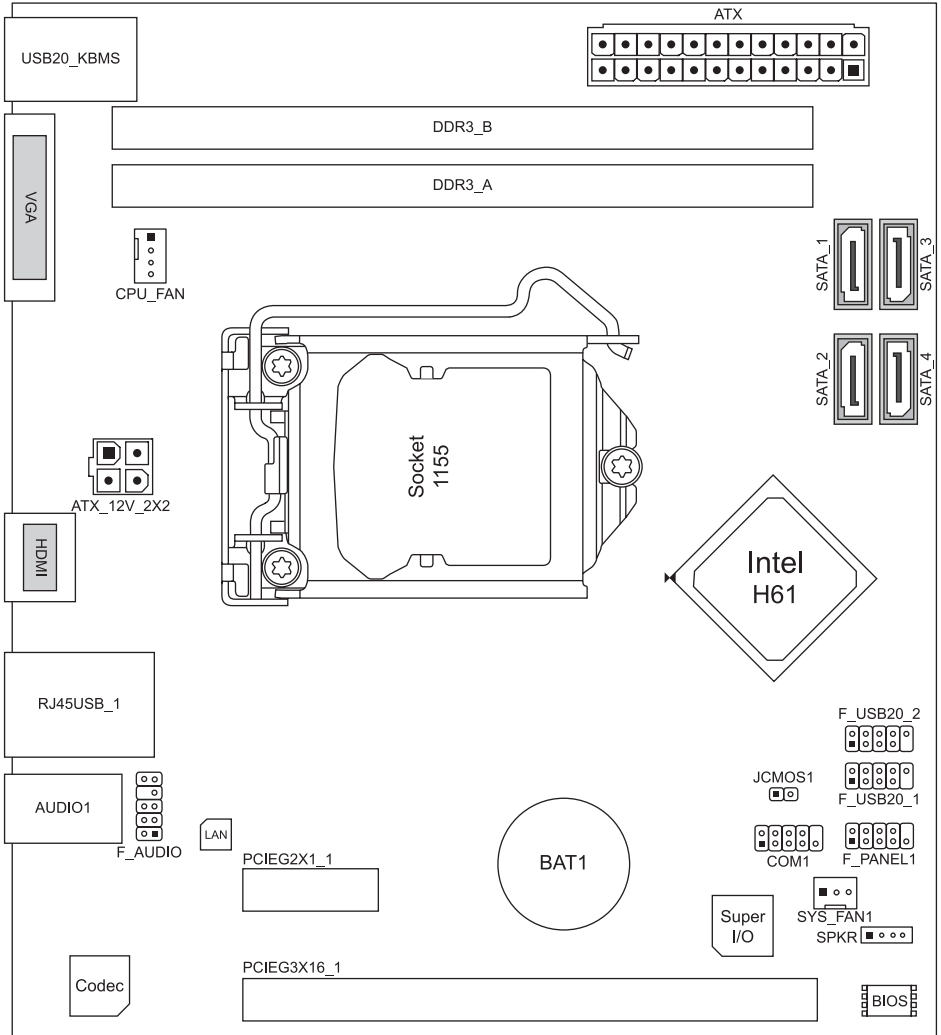 ATX
USB20_KBMS
DDR3_B
DDR3_A
VGA
CPU_FAN
SATA_1
SATA_3
SATA_2
SATA_4
Socket
1155
ATX_12V_2X2
HDMI
Intel
H61
RJ45USB_1
F_USB20_2
JCMOS1
F_USB20_1
AUDIO1
F_AUDIO
LAN
COM1
F_PANEL1
PCIEG2X1_1
BAT1
SYS_FAN1
Super
I/O
SPKR
PCIEG3X16_1
Codec
BIOS